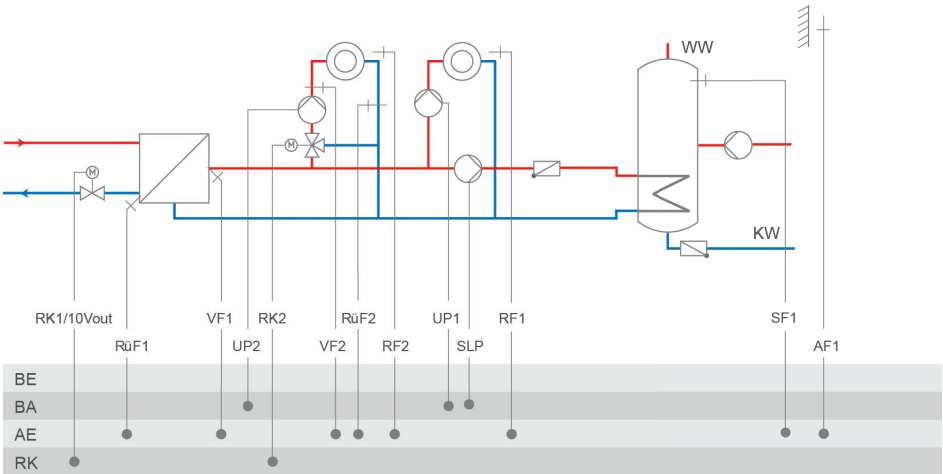 WW
M
M
KW
RK1/10Vout VF1 RK2 RüF2 UP1 RF1 SF1
RüF1 UP2 VF2 RF2 SLP AF1
BE
BA
AE
RK